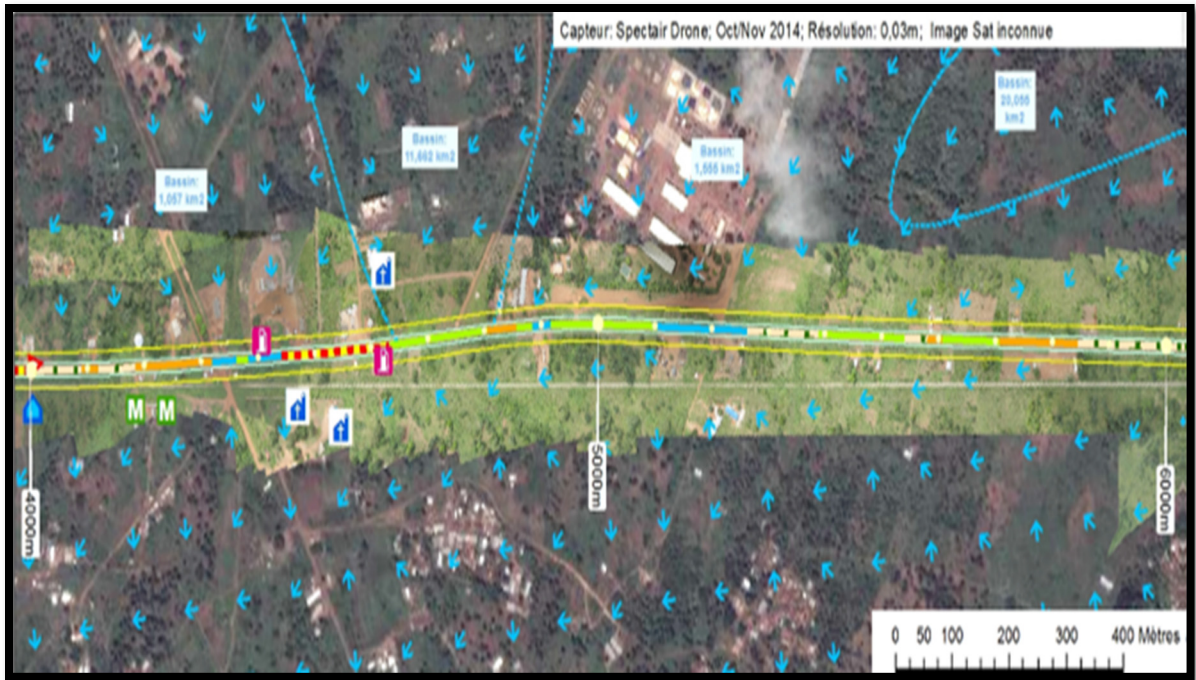 Capteur: Spectair Drone; Oct/Nov 2014; Résolution: 0,03m; Image Sat inconnue
Bassin:
20,055
km2
Bassin:
11,662 km2
Bassin:
1,555 km2
Bassin:
1,057 km2
M M
4000m
5000m
6000m
0 50 100 200 300 400 Mètres